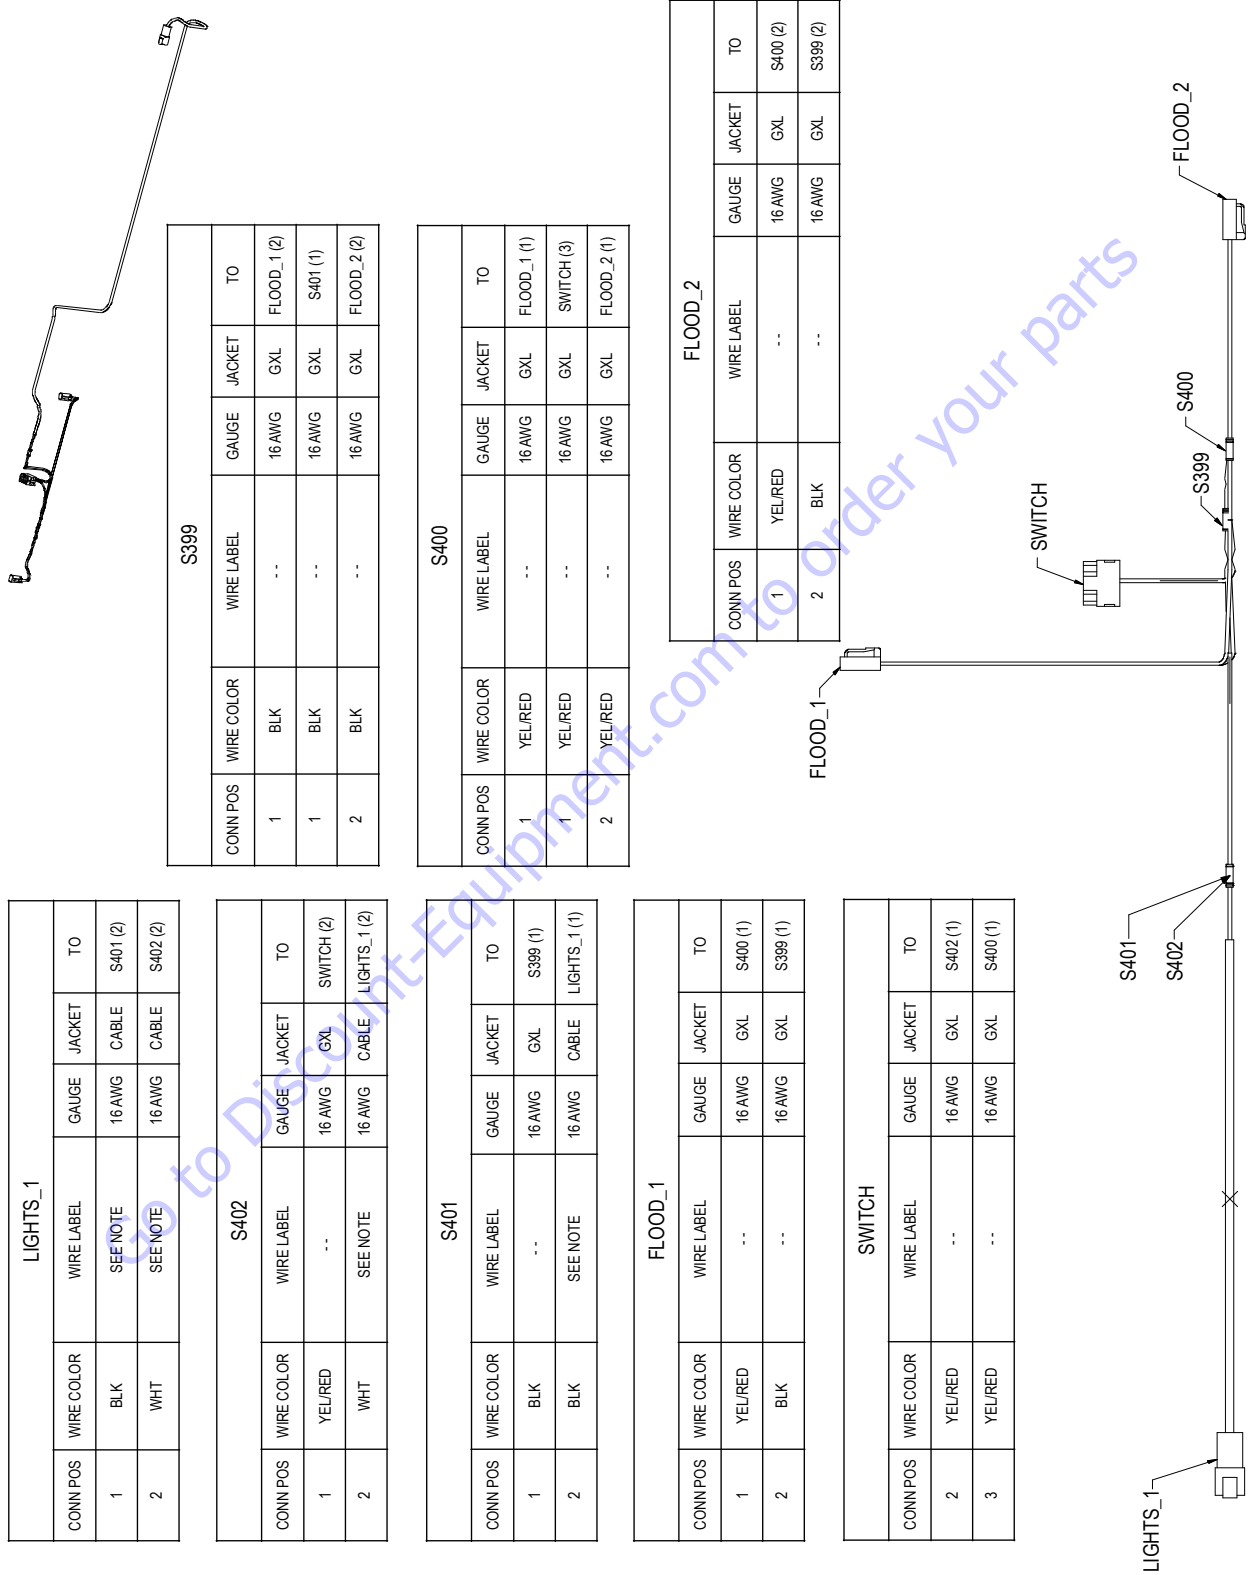 LIGHTS_1
CONN POS WIRE COLOR WIRE LABEL GAUGE JACKET TO
1 BLK SEE NOTE 16 AWG CABLE S401 (2)
2 WHT SEE NOTE 16 AWG CABLE S402 (2)
S402
CONN POS WIRE COLOR WIRE LABEL GAUGE JACKET TO
1 YEL/RED - - 16 AWG GXL SWITCH (2)
2 WHT SEE NOTE 16 AWG CABLE LIGHTS_1 (2)
S401
CONN POS WIRE COLOR WIRE LABEL GAUGE JACKET TO
1 BLK - - 16 AWG GXL S399 (1)
2 BLK SEE NOTE 16 AWG CABLE LIGHTS_1 (1)
FLOOD_1
CONN POS WIRE COLOR WIRE LABEL GAUGE JACKET TO
1 YEL/RED - - 16 AWG GXL S400 (1)
2 BLK - - 16 AWG GXL S399 (1)
SWITCH
CONN POS WIRE COLOR WIRE LABEL GAUGE JACKET TO
2 YEL/RED - - 16 AWG GXL S402 (1)
3 YEL/RED - - 16 AWG GXL S400 (1)
S399
CONN POS WIRE COLOR WIRE LABEL GAUGE JACKET TO
1 BLK - - 16 AWG GXL FLOOD_1 (2)
1 BLK - - 16 AWG GXL S401 (1)
2 BLK - - 16 AWG GXL FLOOD_2 (2)
S400
CONN POS WIRE COLOR WIRE LABEL GAUGE JACKET TO
1 YEL/RED - - 16 AWG GXL FLOOD_1 (1)
1 YEL/RED - - 16 AWG GXL SWITCH (3)
2 YEL/RED - - 16 AWG GXL FLOOD_2 (1)
FLOOD_2
CONN POS WIRE COLOR WIRE LABEL GAUGE JACKET TO
1 YEL/RED - - 16 AWG GXL S400 (2)
2 BLK - - 16 AWG GXL S399 (2)
FLOOD_1
SWITCH
S399
S400
FLOOD_2
S401
S402
LIGHTS_1
Go to Discount-Equipment.com to order your parts